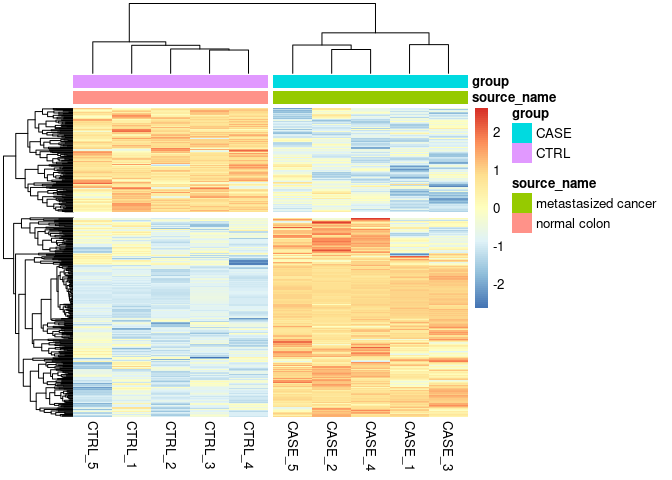 group
source_name
group
CASE
CTRL
source_name
metastasized cancer
normal colon
2
1
0
-1
-2
CTRL_5
CTRL_1
CTRL_2
CTRL_3
CTRL_4
CASE_5
CASE_2
CASE_4
CASE_1
CASE_3